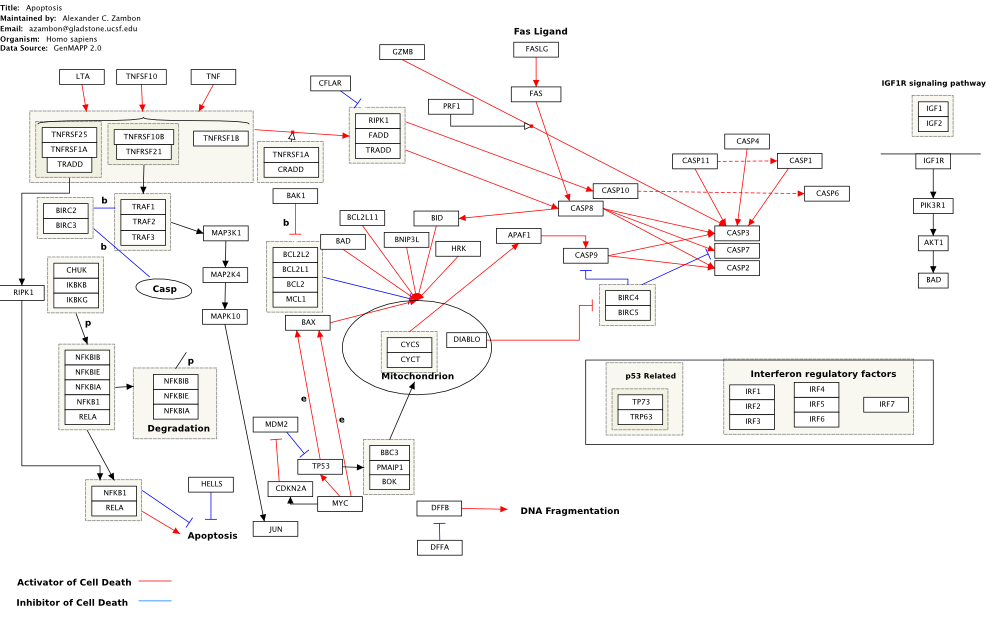 Title: Apoptosis
Maintained by: Alexander C. Zambon
Email: azambon@gladstone.ucsf.edu
Organism: Homo sapiens
Data Source: GenMAPP 2.0
Fas Ligand
GZMB
FASLG
LTA
TNFSF10
TNF
CFLAR
FAS
IGF1R signaling pathway
PRF1
IGF1
IGF2
RIPK1
FADD
TRADD
TNFRSF25
TNFRSF1A
TRADD
TNFRSF10B
TNFRSF21
TNFRSF1B
TNFRSF1A
CRADD
CASP4
CASP11
CASP1
IGF1R
CASP10
CASP6
BAK1
b
BIRC2
BIRC3
TRAF1
TRAF2
TRAF3
b
b
BCL2L11
BID
CASP8
PIK3R1
MAP3K1
BAD
BNIP3L
HRK
APAF1
CASP3
CASP7
CASP2
AKT1
BCL2L2
BCL2L1
BCL2
MCL1
CASP9
CHUK
IKBKB
IKBKG
MAP2K4
BAD
Casp
RIPK1
BIRC4
BIRC5
MAPK10
BAX
p
DIABLO
CYCS
CYCT
Mitochondrion
NFKBIB
NFKBIE
NFKBIA
NFKB1
RELA
p
NFKBIB
NFKBIE
NFKBIA
Degradation
p53 Related
TP73
TRP63
Interferon regulatory factors
IRF1
IRF2
IRF3
IRF4
IRF5
IRF6
IRF7
e
e
MDM2
TP53
BBC3
PMAIP1
BOK
CDKN2A
MYC
HELLS
NFKB1
RELA
Apoptosis
JUN
DFFB
DNA Fragmentation
DFFA
Activator of Cell Death
Inhibitor of Cell Death